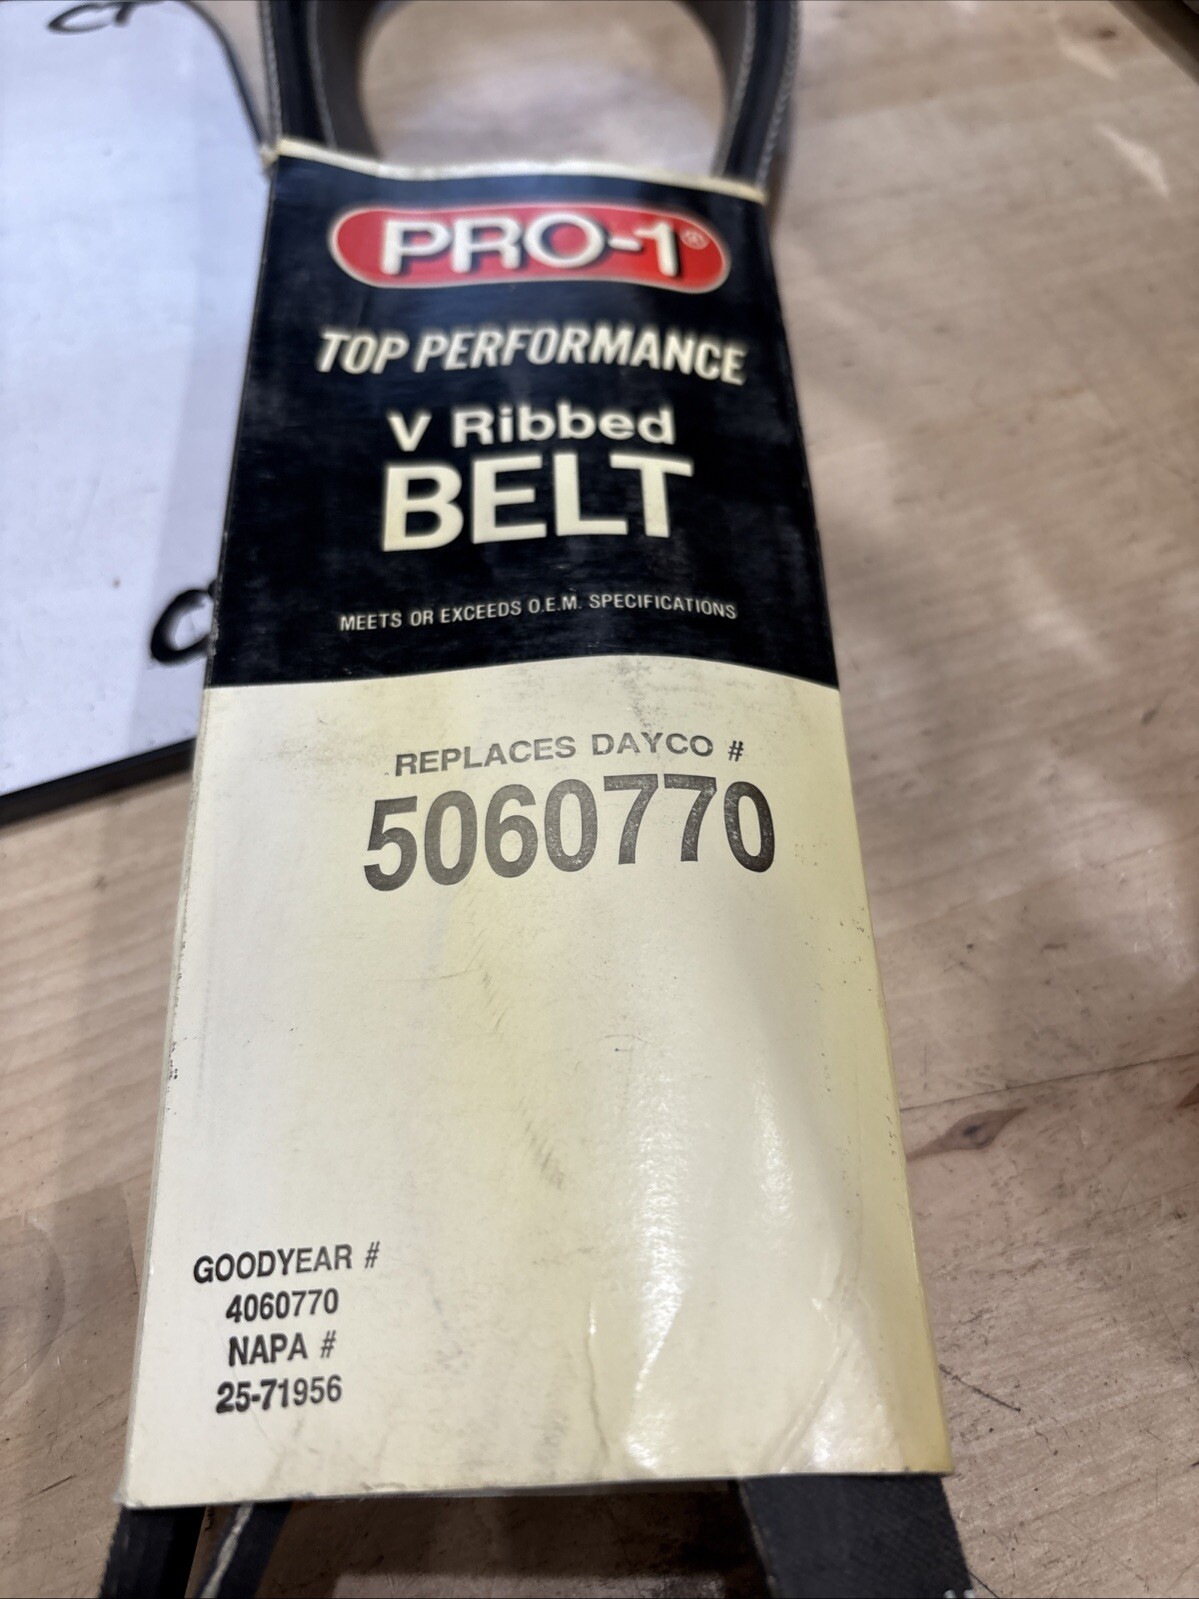 PRO-1®
TOP PERFORMANCE
V Ribbed
BELT
MEETS OR EXCEEDS O.E.M. SPECIFICATIONS
REPLACES DAYCO #
5060770
GOODYEAR #
4060770
NAPA #
25-71956